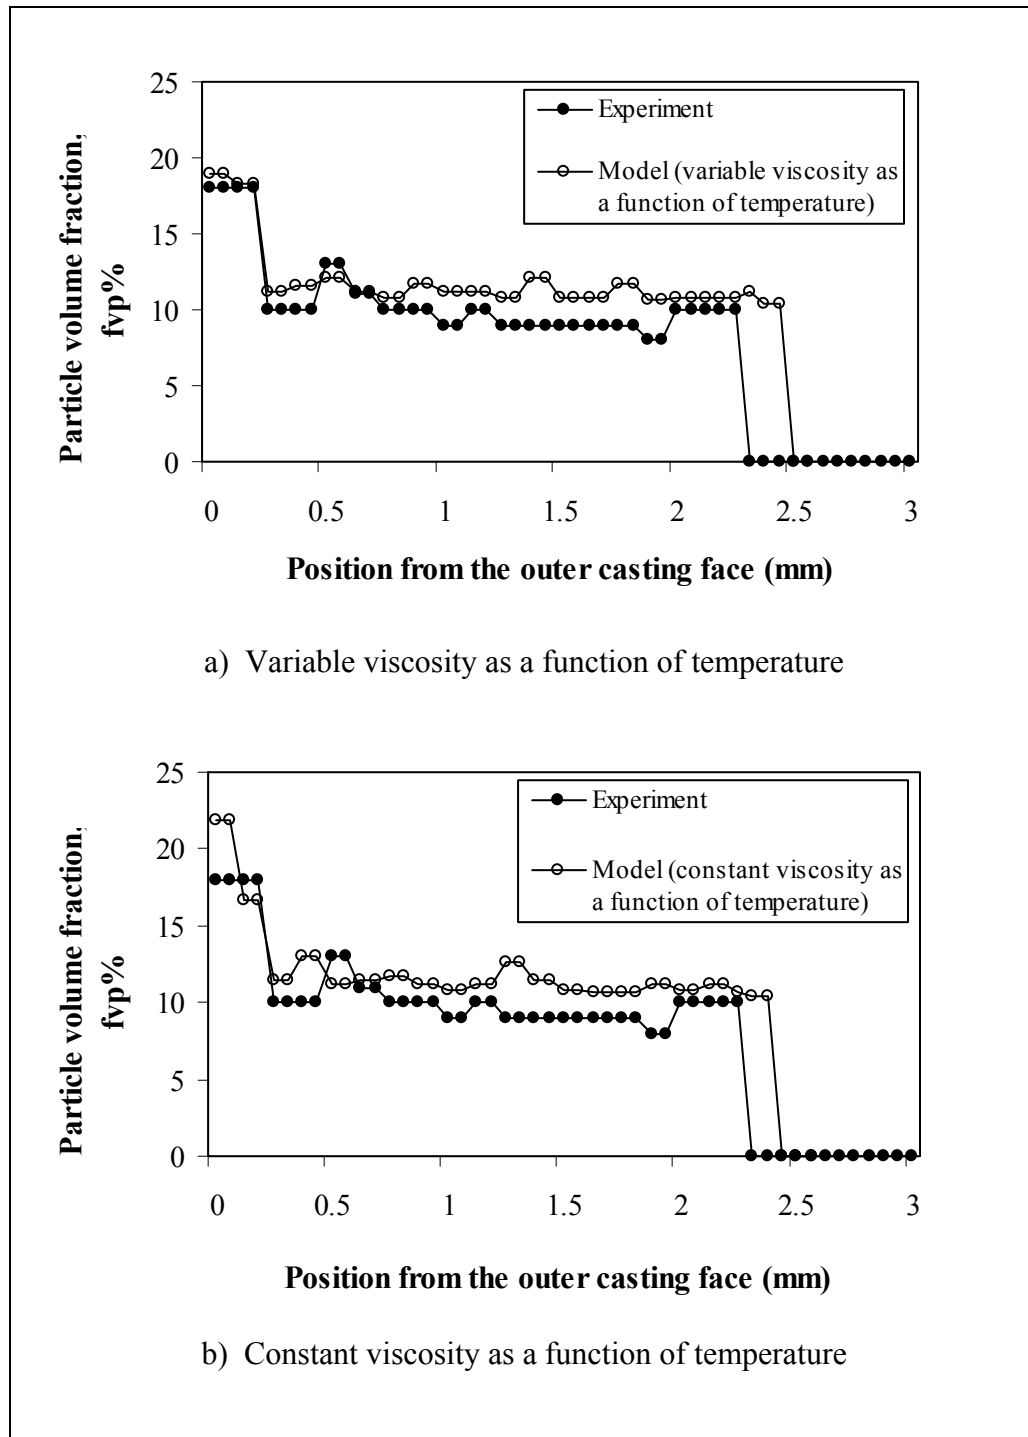 25
20
15
10
5
0
Particle volume fraction,
fvp%
Experiment
Model (variable viscosity as
a function of temperature)
0 0.5 1 1.5 2 2.5 3
Position from the outer casting face (mm)
a) Variable viscosity as a function of temperature
25
20
15
10
5
0
Particle volume fraction,
fvp%
Experiment
Model (constant viscosity as
a function of temperature)
0 0.5 1 1.5 2 2.5 3
Position from the outer casting face (mm)
b) Constant viscosity as a function of temperature